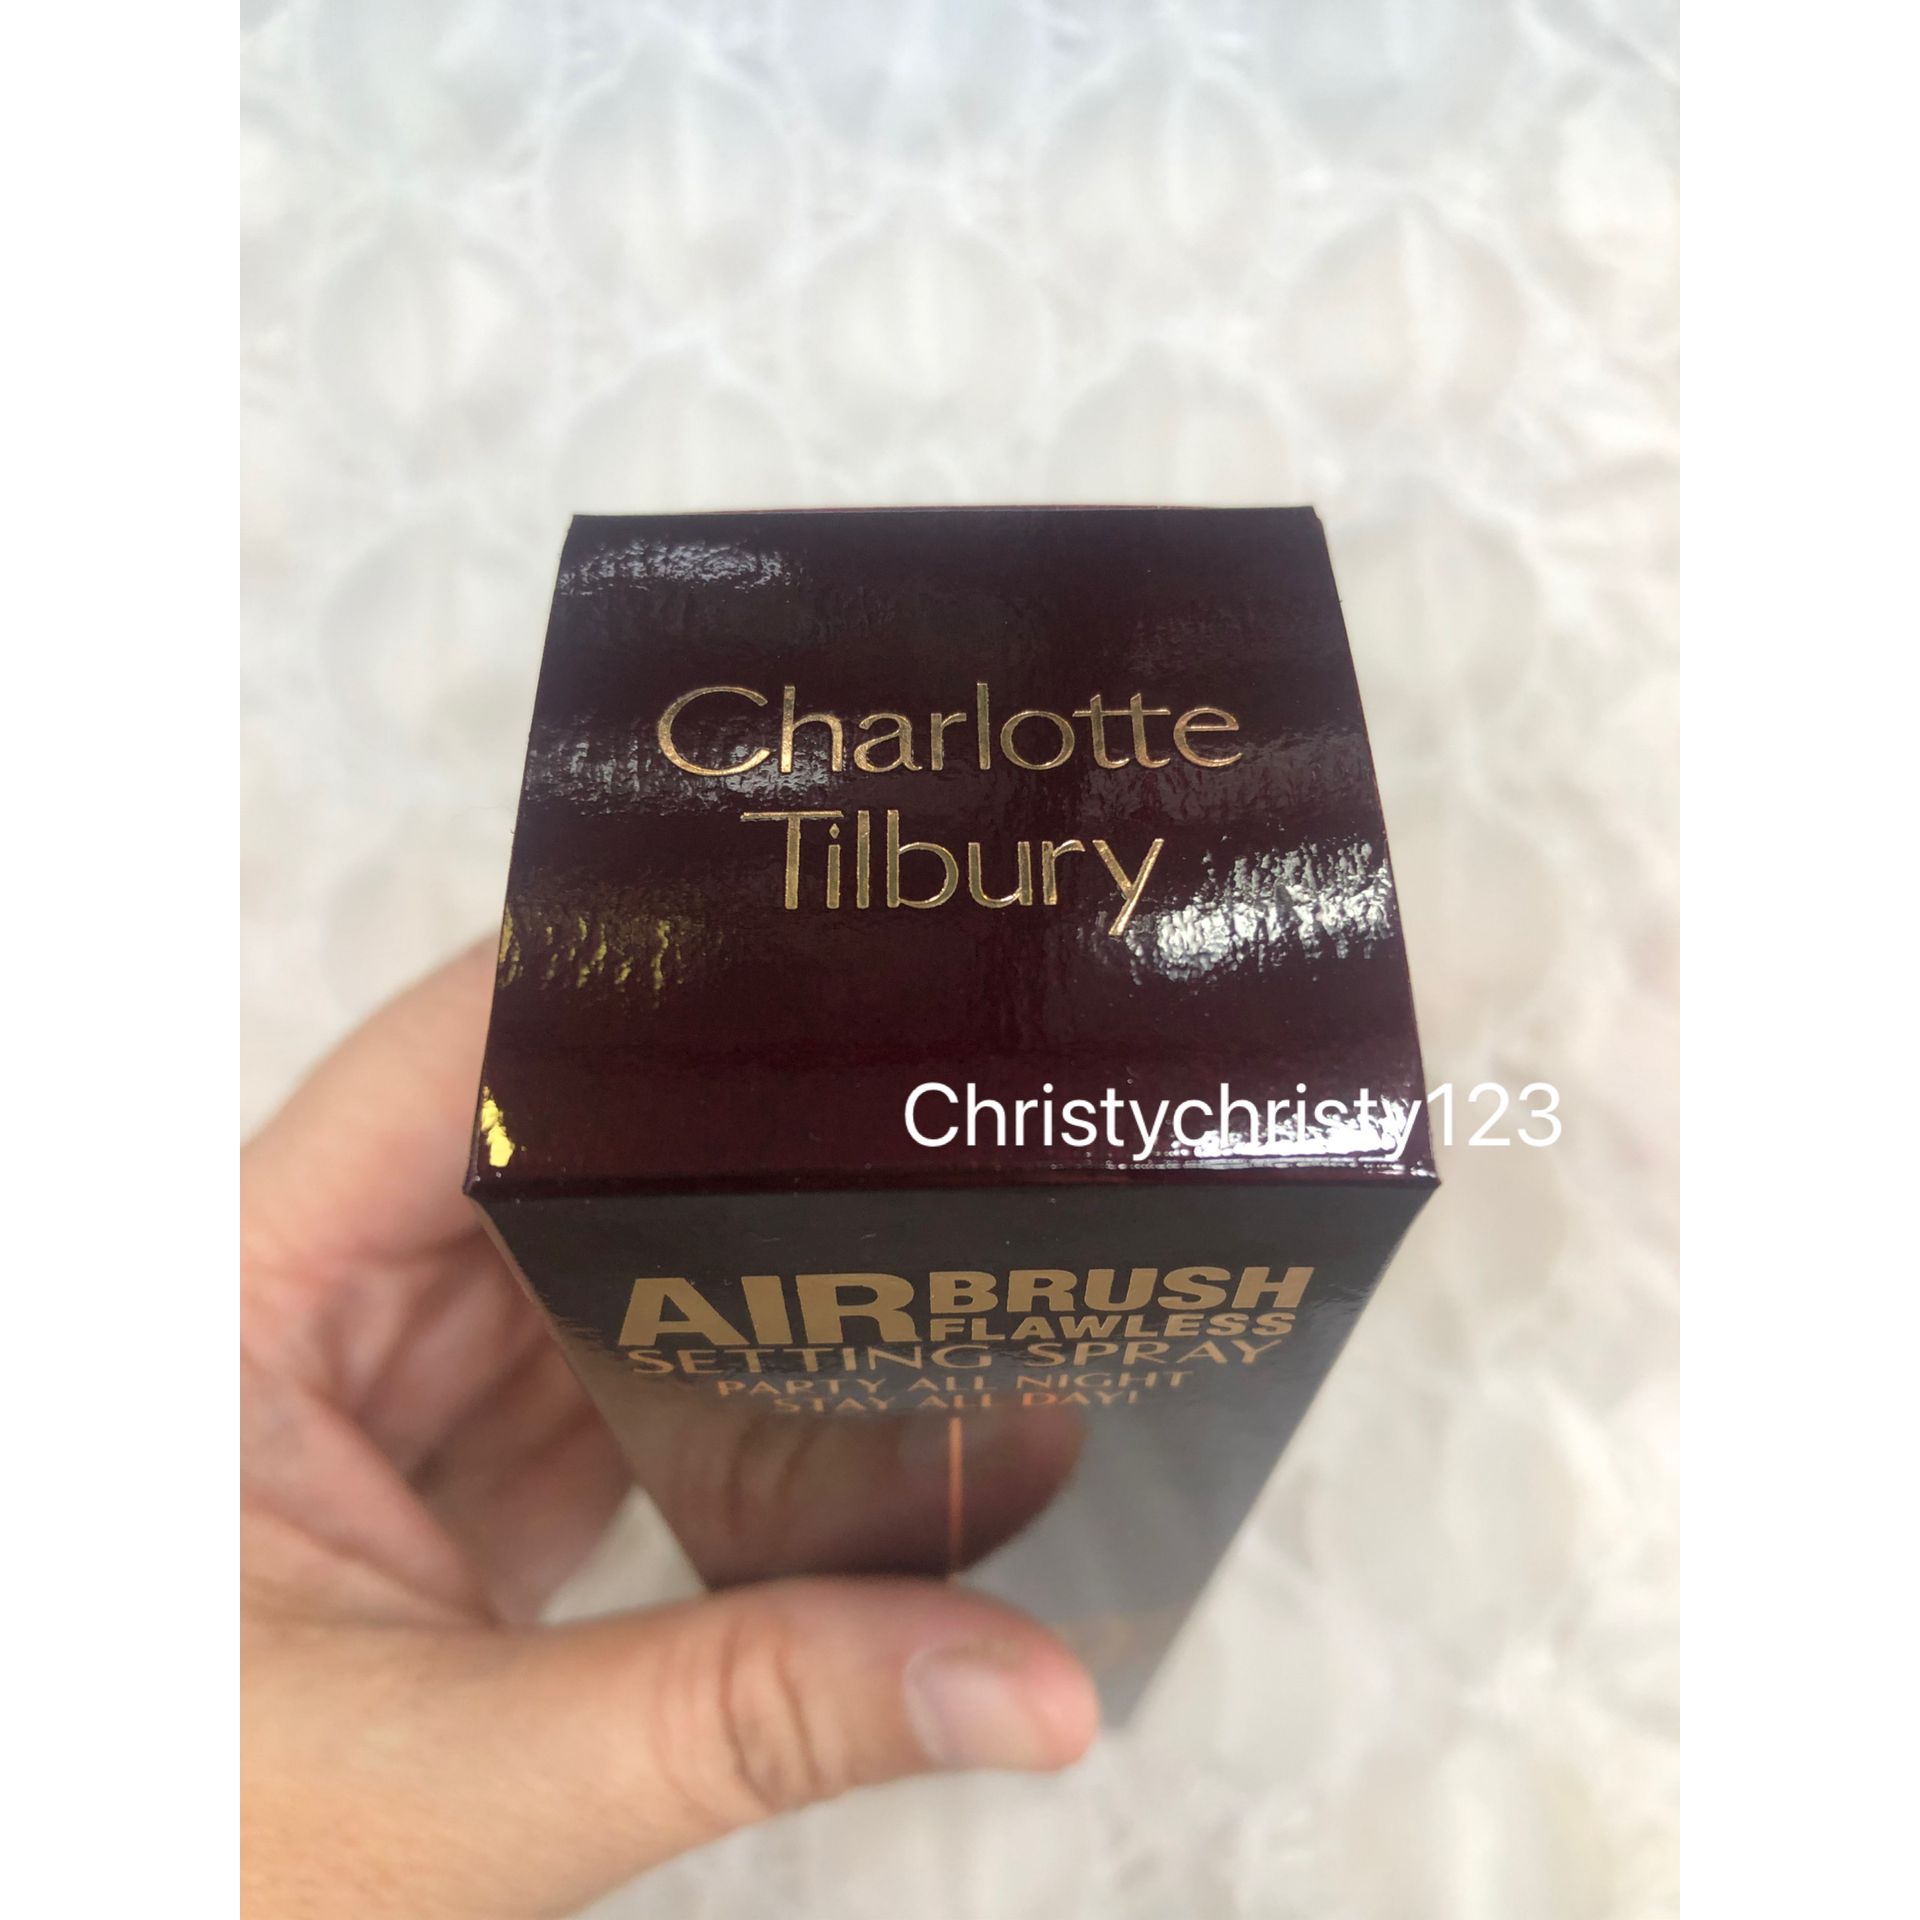 Charlotte
Tilbury
Christychristy123
AIRBRUSH
FLAWLESS
SETTING SPRAY
PARTY ALL NIGHT
STAY ALL DAY!